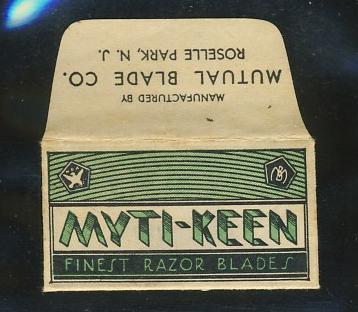 MANUFACTURED BY
MUTUAL BLADE CO.
ROSELLE PARK, N. J.
MYTI-KEEN
FINEST RAZOR BLADES